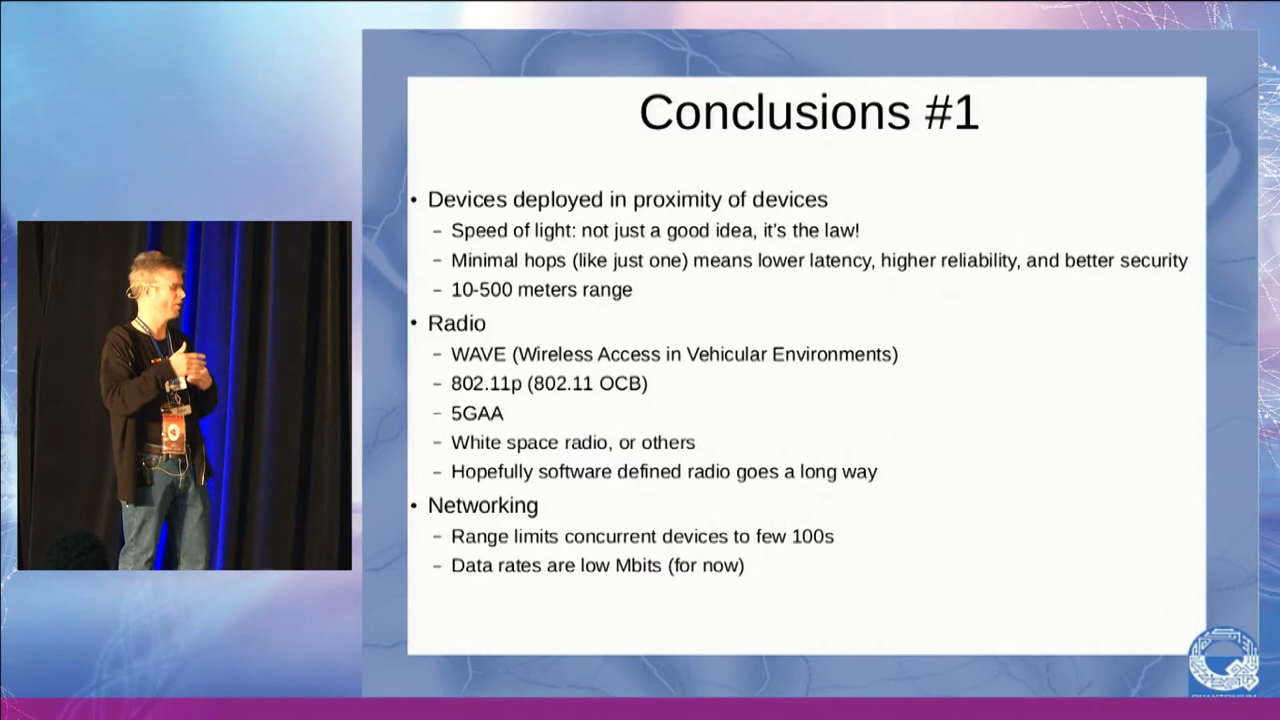 Conclusions #1
• Devices deployed in proximity of devices
– Speed of light: not just a good idea, it's the law!
– Minimal hops (like just one) means lower latency, higher reliability, and better security
– 10-500 meters range
• Radio
– WAVE (Wireless Access in Vehicular Environments)
– 802.11p (802.11 OCB)
– 5GAA
– White space radio, or others
– Hopefully software defined radio goes a long way
• Networking
– Range limits concurrent devices to few 100s
– Data rates are low Mbits (for now)